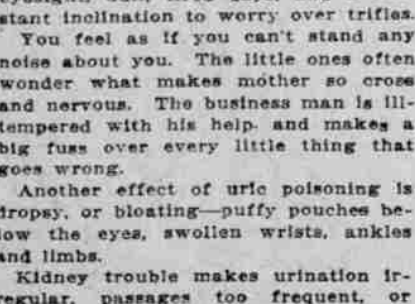 stant inclination to worry over trifles
You feel as if you can't stand any
noise about you. The little ones often
wonder what makes mother so cross
and nervous. The business man is ill-
tempered with his help. and makes a
big fuss over every little thing that
goes wrong.
Another effect of uric poisoning is
dropsy, or bloating—puffy pouches be-
low the eyes, swollen wrists, ankles
and limbs.
Kidney trouble makes urination ir-
regular, passages too frequent, or